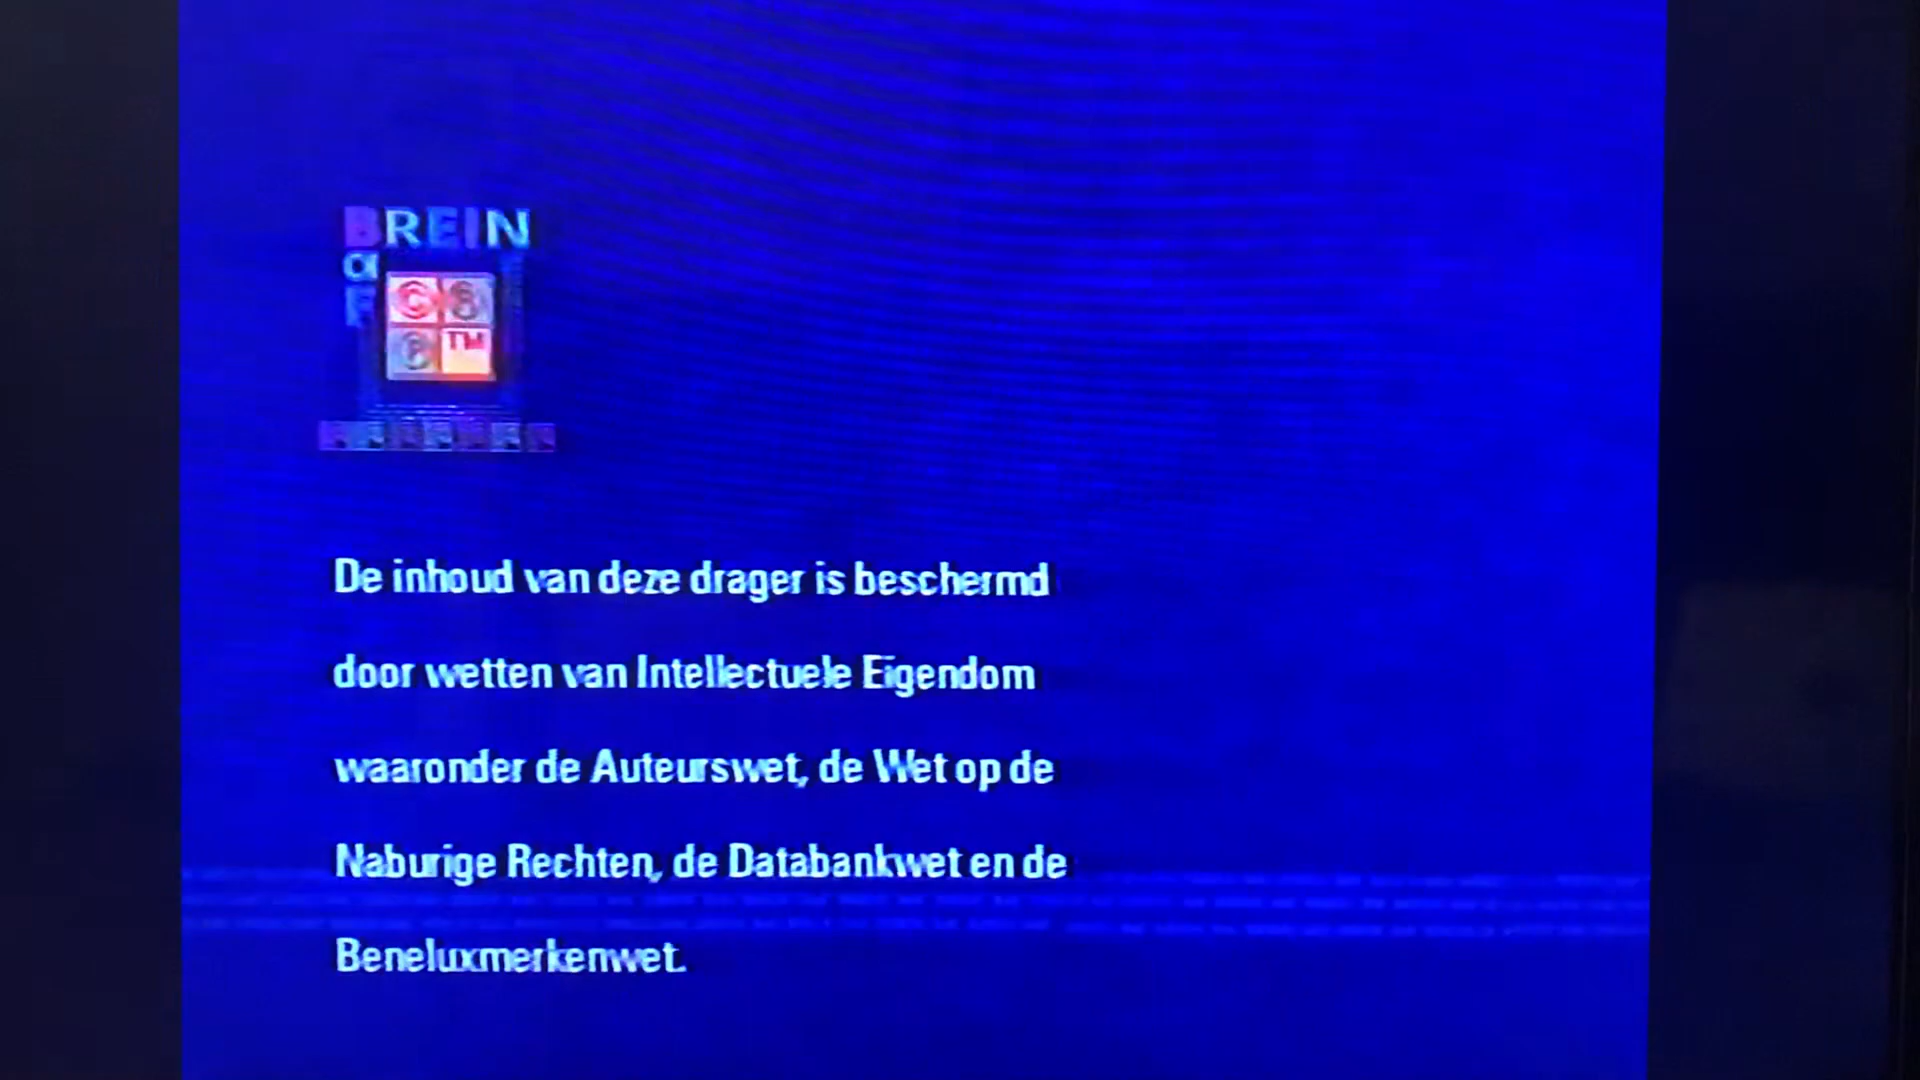 BREIN
©
®
℗
™
De inhoud van deze drager is beschermd
door wetten van Intellectuele Eigendom
waaronder de Auteurswet, de Wet op de
Naburige Rechten, de Databankwet en de
Beneluxmerkenwet.